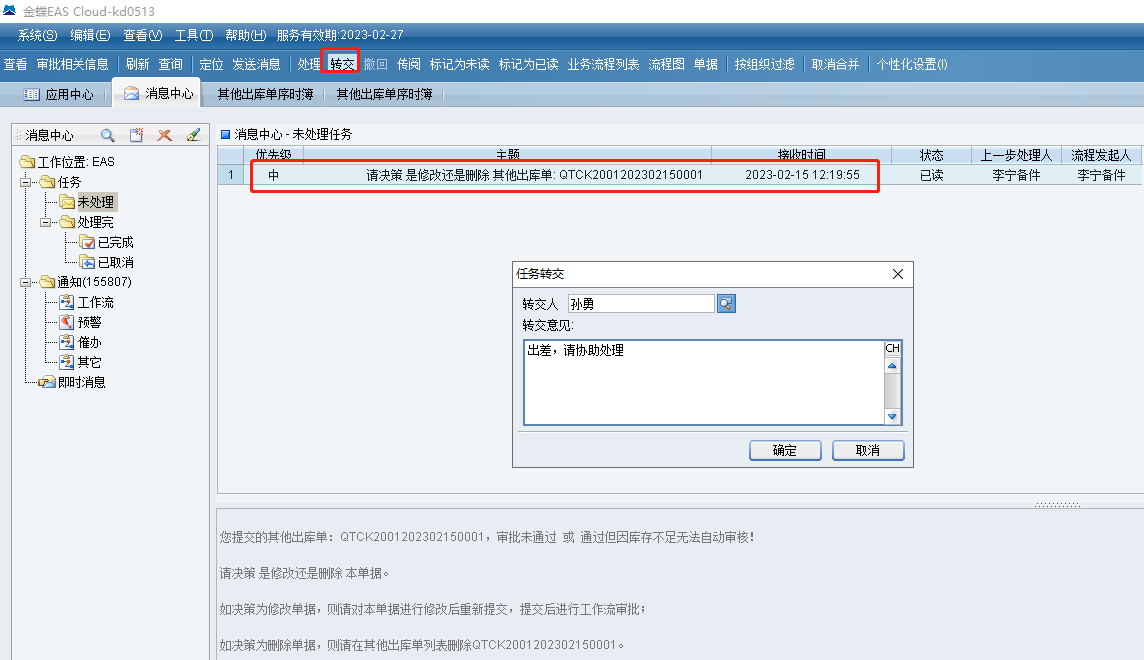 金蝶EAS Cloud-kd0513
系统(S) 编辑(E) 查看(V) 工具(T) 帮助(H) 服务有效期:2023-02-27
查看 审批相关信息 刷新 查询 定位 发送消息 处理 转交 撤回 传阅 标记为未读 标记为已读 业务流程列表 流程图 单据 按组织过滤 取消合并 个性化设置(I)
应用中心 消息中心 其他出库单序时簿 其他出库单序时簿
消息中心
消息中心 - 未处理任务
优先级 主题 接收时间 状态 上一步处理人 流程发起人
1 中 请决策 是修改还是删除 其他出库单: QTCK2001202302150001 2023-02-15 12:19:55 已读 李宁备件 李宁备件
工作位置: EAS
任务
未处理
处理完
已完成
已取消
通知(155807)
工作流
预警
催办
其它
即时消息
任务转交
转交人 孙勇
转交意见:
出差，请协助处理
CH
确定 取消
您提交的其他出库单：QTCK2001202302150001，审批未通过 或 通过但因库存不足无法自动审核！
请决策 是修改还是删除 本单据。
如决策为修改单据，则请对本单据进行修改后重新提交，提交后进行工作流审批；
如决策为删除单据，则请在其他出库单列表删除QTCK2001202302150001。